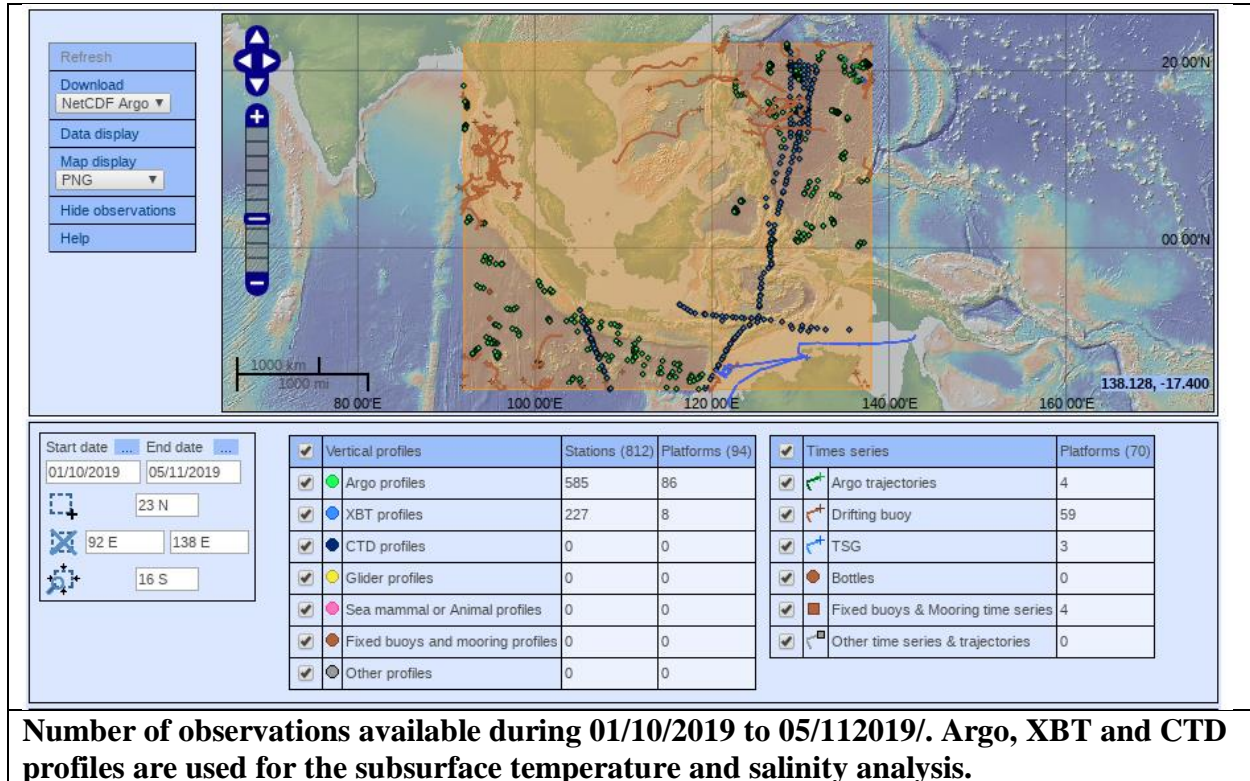 Refresh
Download
NetCDF Argo ▼
Data display
Map display
PNG ▼
Hide observations
Help
20 00'N
00 00'N
1000 km
1000 mi
138.128, -17.400
80 00'E 100 00'E 120 00'E 140 00'E 160 00'E
Start date ... End date ...
01/10/2019 05/11/2019
23 N
92 E 138 E
16 S
Vertical profiles Stations (812) Platforms (94)
Argo profiles 585 86
XBT profiles 227 8
CTD profiles 0 0
Glider profiles 0 0
Sea mammal or Animal profiles 0 0
Fixed buoys and mooring profiles 0 0
Other profiles 0 0
Times series Platforms (70)
Argo trajectories 4
Drifting buoy 59
TSG 3
Bottles 0
Fixed buoys & Mooring time series 4
Other time series & trajectories 0
Number of observations available during 01/10/2019 to 05/112019/. Argo, XBT and CTD
profiles are used for the subsurface temperature and salinity analysis.